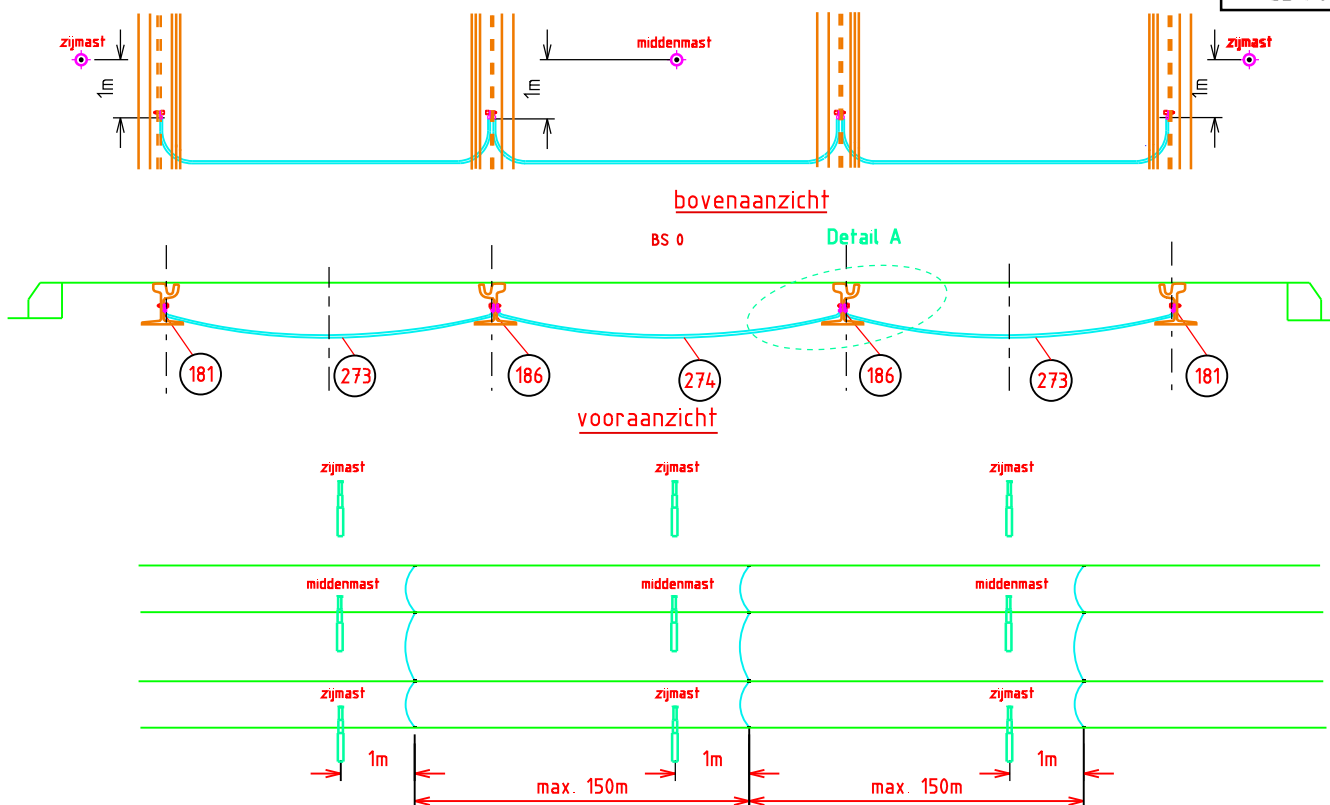 zijmast
middenmast
zijmast
1m
1m
1m
bovenaanzicht
BS 0
Detail A
181
273
186
274
186
273
181
vooraanzicht
zijmast
zijmast
zijmast
middenmast
middenmast
middenmast
zijmast
zijmast
zijmast
1m
1m
1m
max. 150m
max. 150m